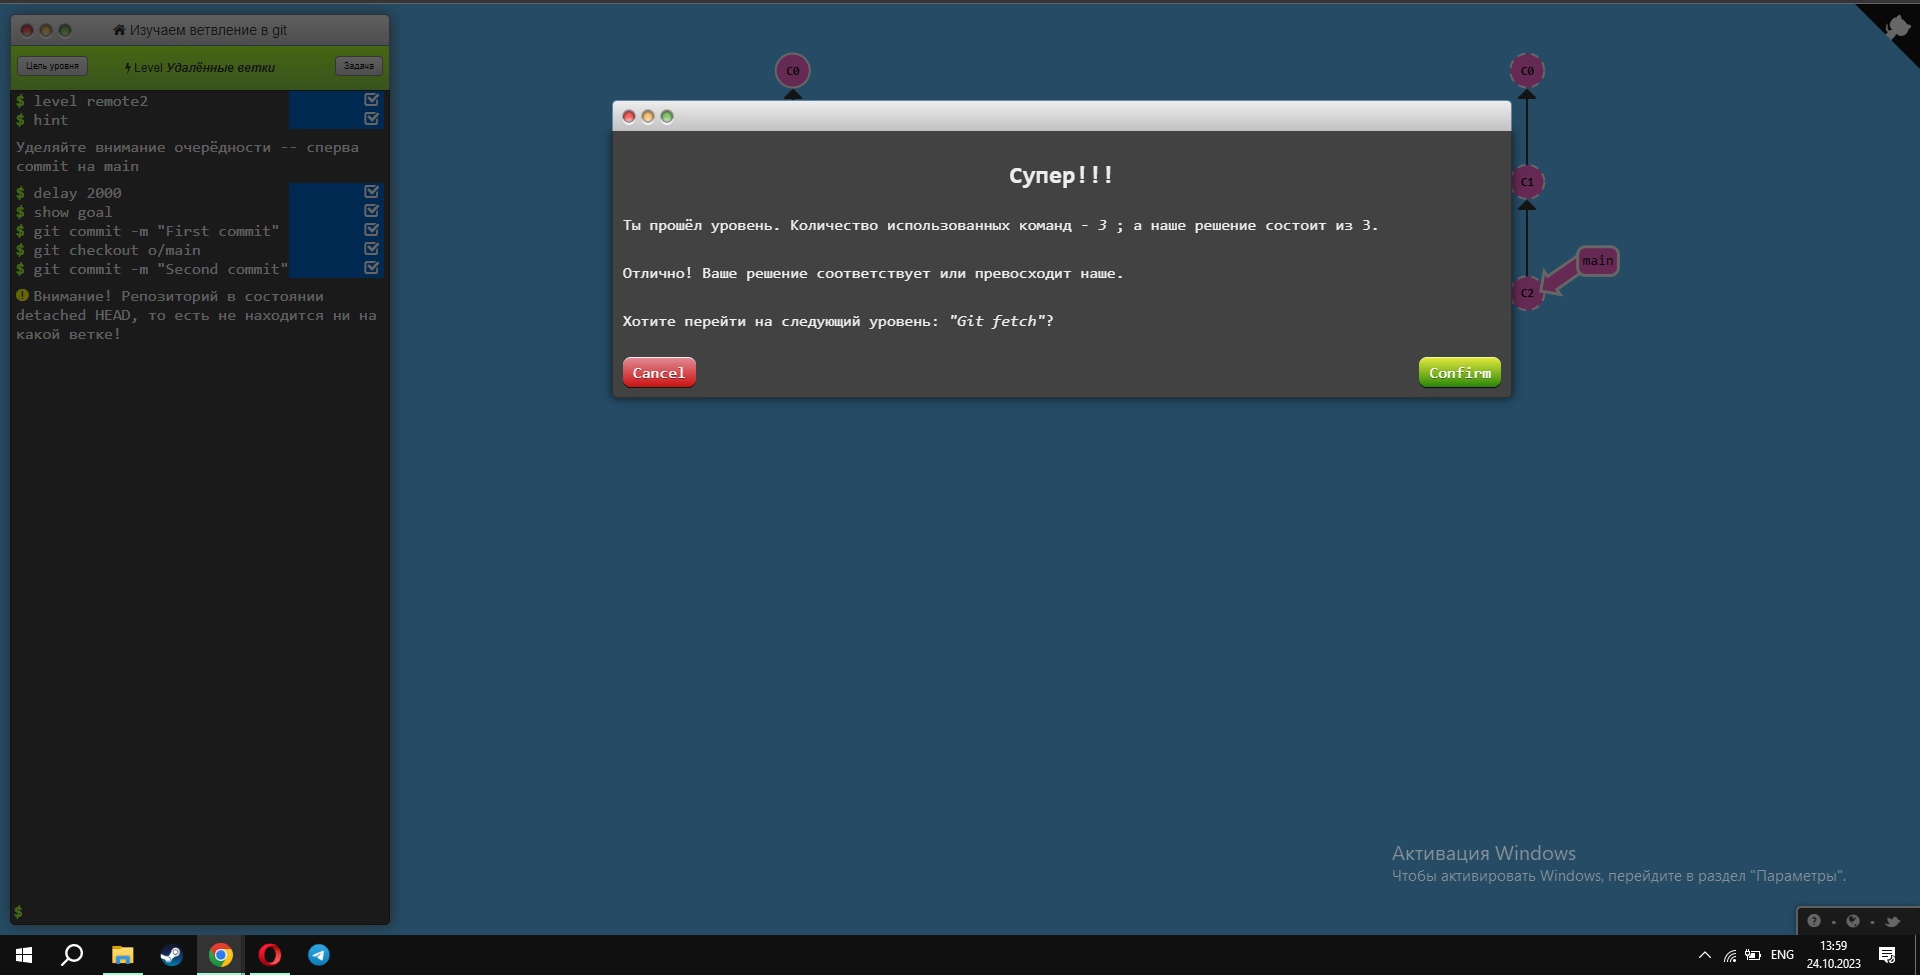 Изучаем ветвление в git
Цель уровня
Level Удалённые ветки
Задача
$ level remote2
$ hint
Уделяйте внимание очерёдности -- сперва
commit на main
$ delay 2000
$ show goal
$ git commit -m "First commit"
$ git checkout o/main
$ git commit -m "Second commit"
Внимание! Репозиторий в состоянии
detached HEAD, то есть не находится ни на
какой ветке!
$
C0
Супер!!!
Ты прошёл уровень. Количество использованных команд - 3 ; а наше решение состоит из 3.
Отлично! Ваше решение соответствует или превосходит наше.
Хотите перейти на следующий уровень: "Git fetch"?
Cancel
Confirm
C0
C1
main
C2
Активация Windows
Чтобы активировать Windows, перейдите в раздел "Параметры".
ENG
13:59
24.10.2023